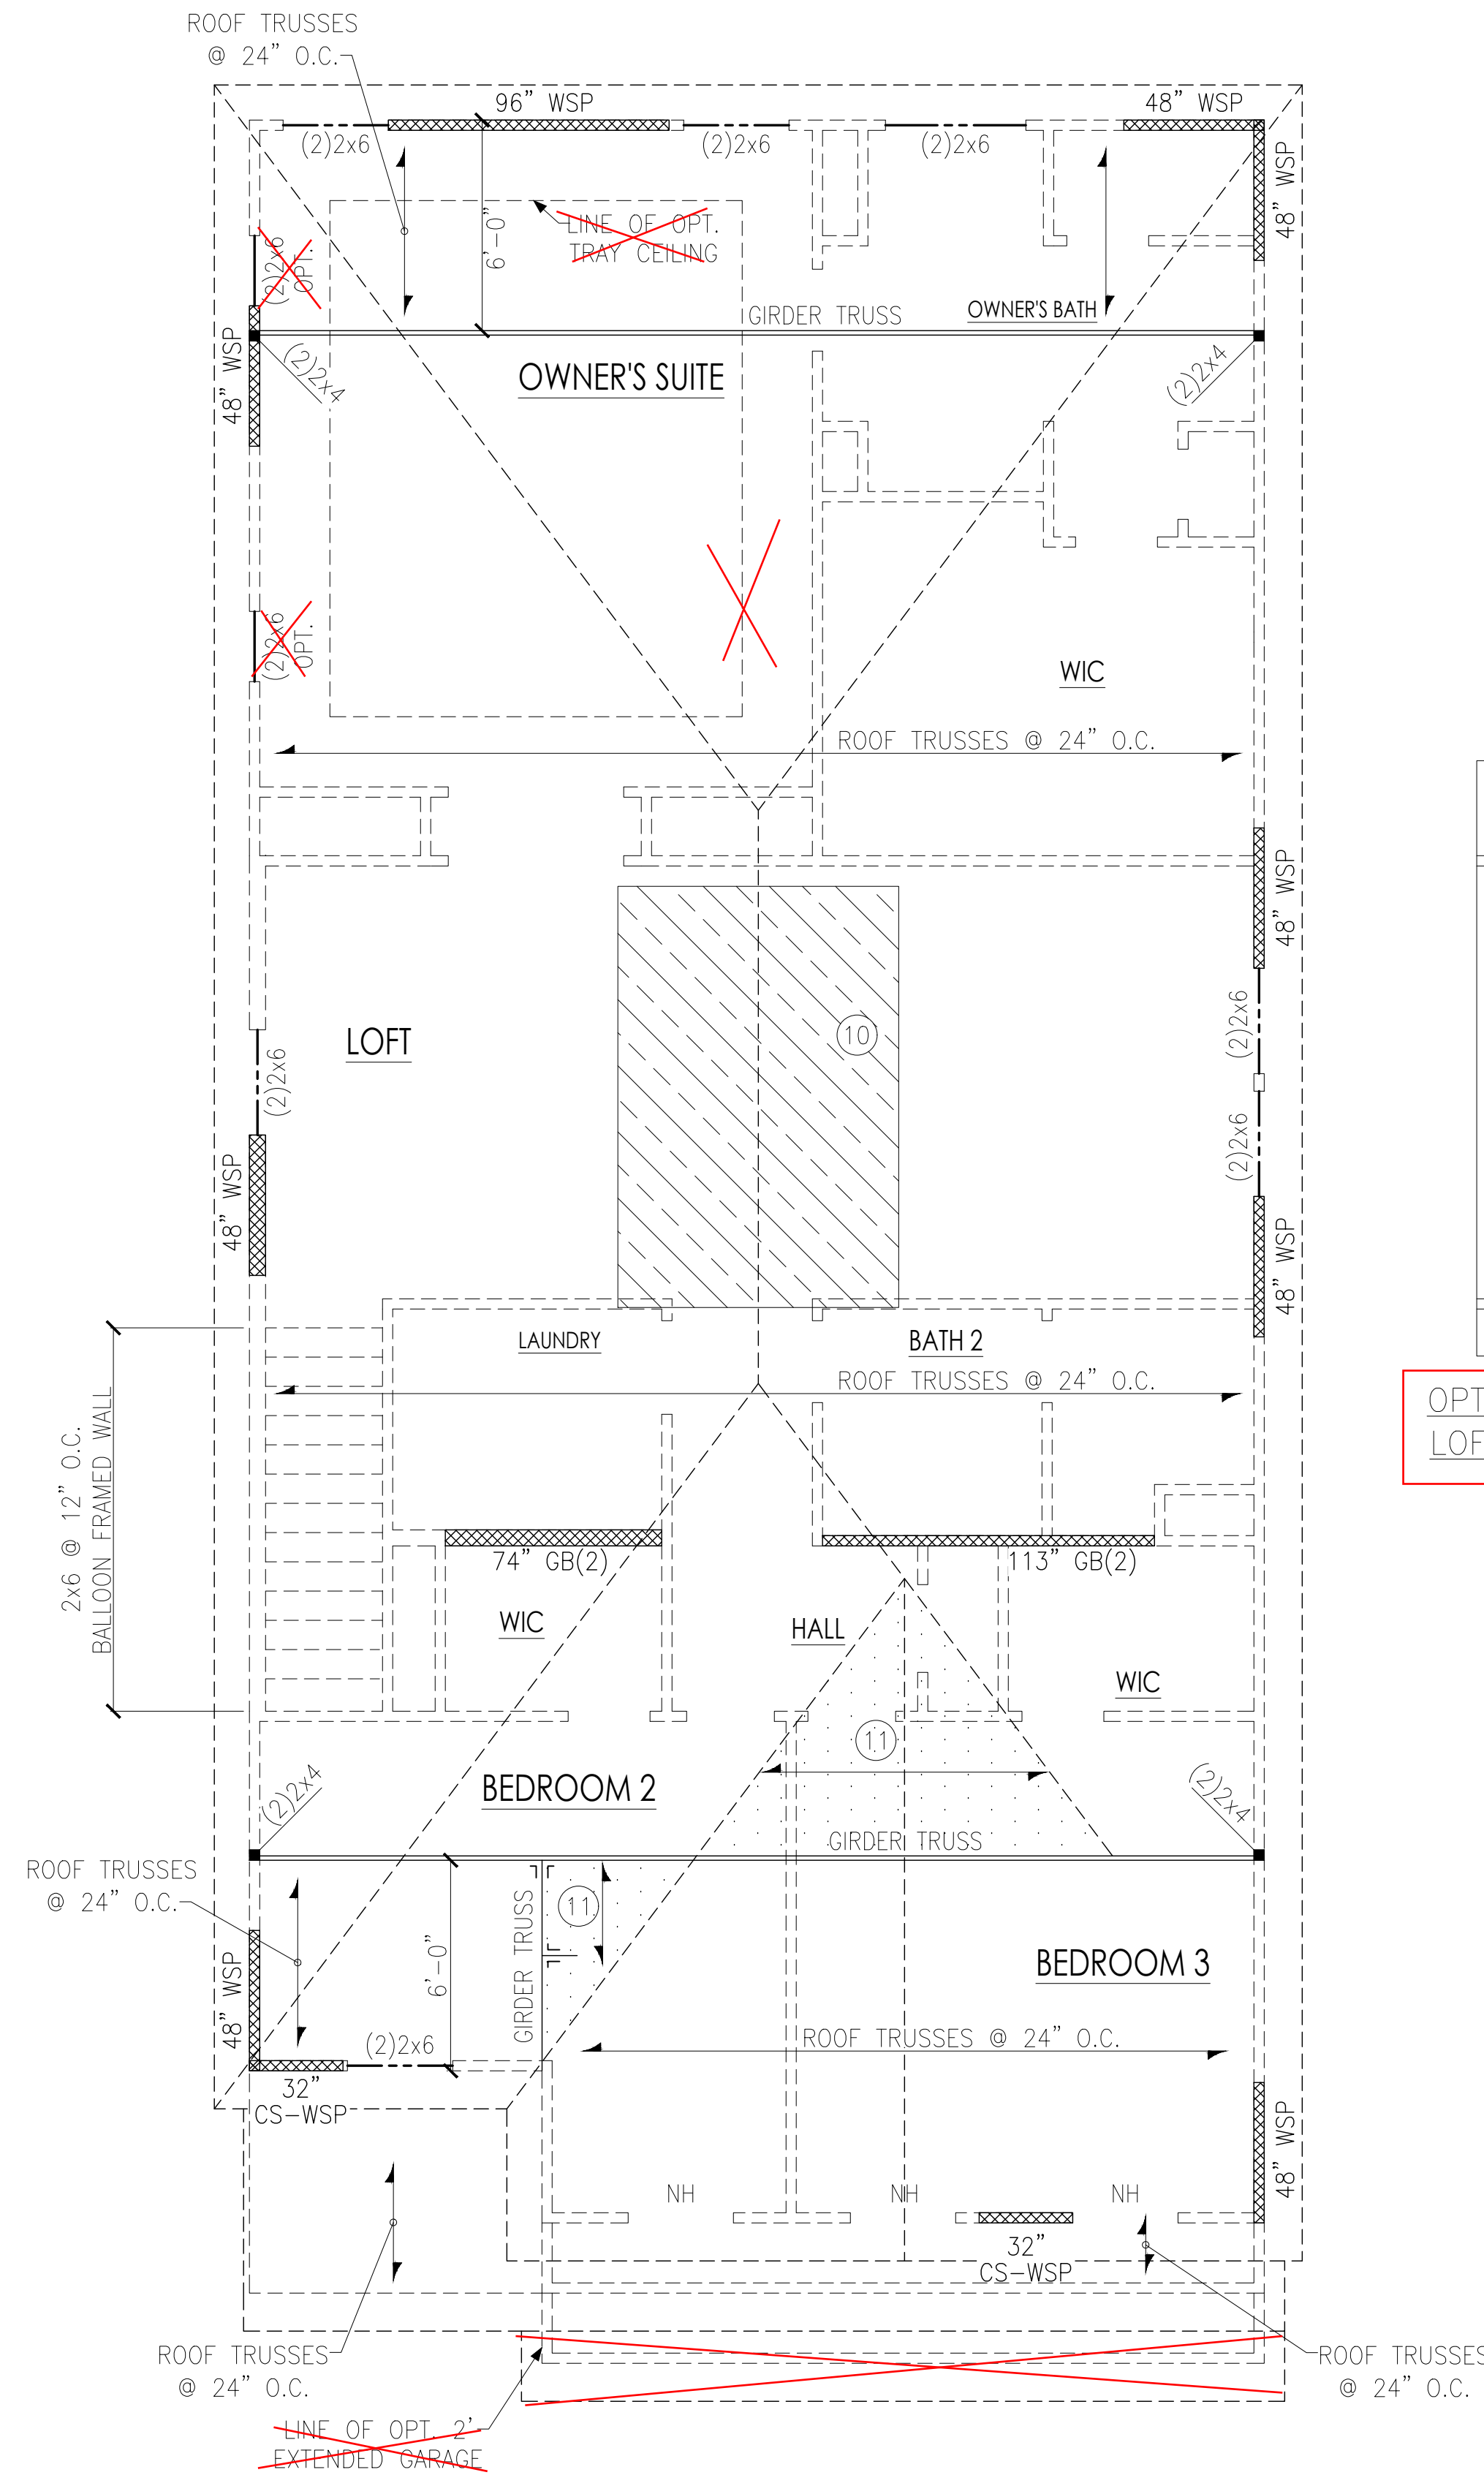 ROOF TRUSSES
@ 24" O.C.
96" WSP
48" WSP
(2)2x6
(2)2x6
(2)2x6
48" WSP
LINE OF OPT.
TRAY CEILING
6'-0"
(2)2x6
OPT.
GIRDER TRUSS
OWNER'S BATH
48" WSP
(2)2x4
OWNER'S SUITE
(2)2x4
(2)2x6
OPT.
WIC
ROOF TRUSSES @ 24" O.C.
48" WSP
LOFT
10
(2)2x6
(2)2x6
(2)2x6
48" WSP
48" WSP
LAUNDRY
BATH 2
ROOF TRUSSES @ 24" O.C.
OPT
LOF
2x6 @ 12" O.C.
BALLOON FRAMED WALL
74" GB(2)
113" GB(2)
WIC
HALL
WIC
11
(2)2x4
BEDROOM 2
(2)2x4
GIRDER TRUSS
ROOF TRUSSES
@ 24" O.C.
11
GIRDER TRUSS
6'-0"
BEDROOM 3
48" WSP
(2)2x6
ROOF TRUSSES @ 24" O.C.
32"
CS-WSP
48" WSP
NH
NH
NH
32"
CS-WSP
ROOF TRUSSES
@ 24" O.C.
ROOF TRUSSES
@ 24" O.C.
LINE OF OPT. 2'
EXTENDED GARAGE